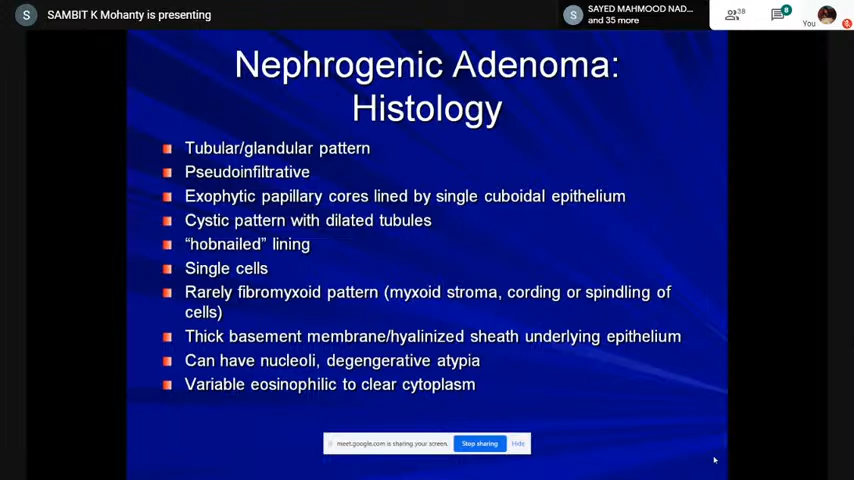 S SAMBIT K Mohanty is presenting
S SAYED MAHMOOD NAD...
and 35 more
38
8
You
Nephrogenic Adenoma:
Histology
Tubular/glandular pattern
Pseudoinfiltrative
Exophytic papillary cores lined by single cuboidal epithelium
Cystic pattern with dilated tubules
“hobnailed” lining
Single cells
Rarely fibromyxoid pattern (myxoid stroma, cording or spindling of
cells)
Thick basement membrane/hyalinized sheath underlying epithelium
Can have nucleoli, degengerative atypia
Variable eosinophilic to clear cytoplasm
meet.google.com is sharing your screen. Stop sharing Hide